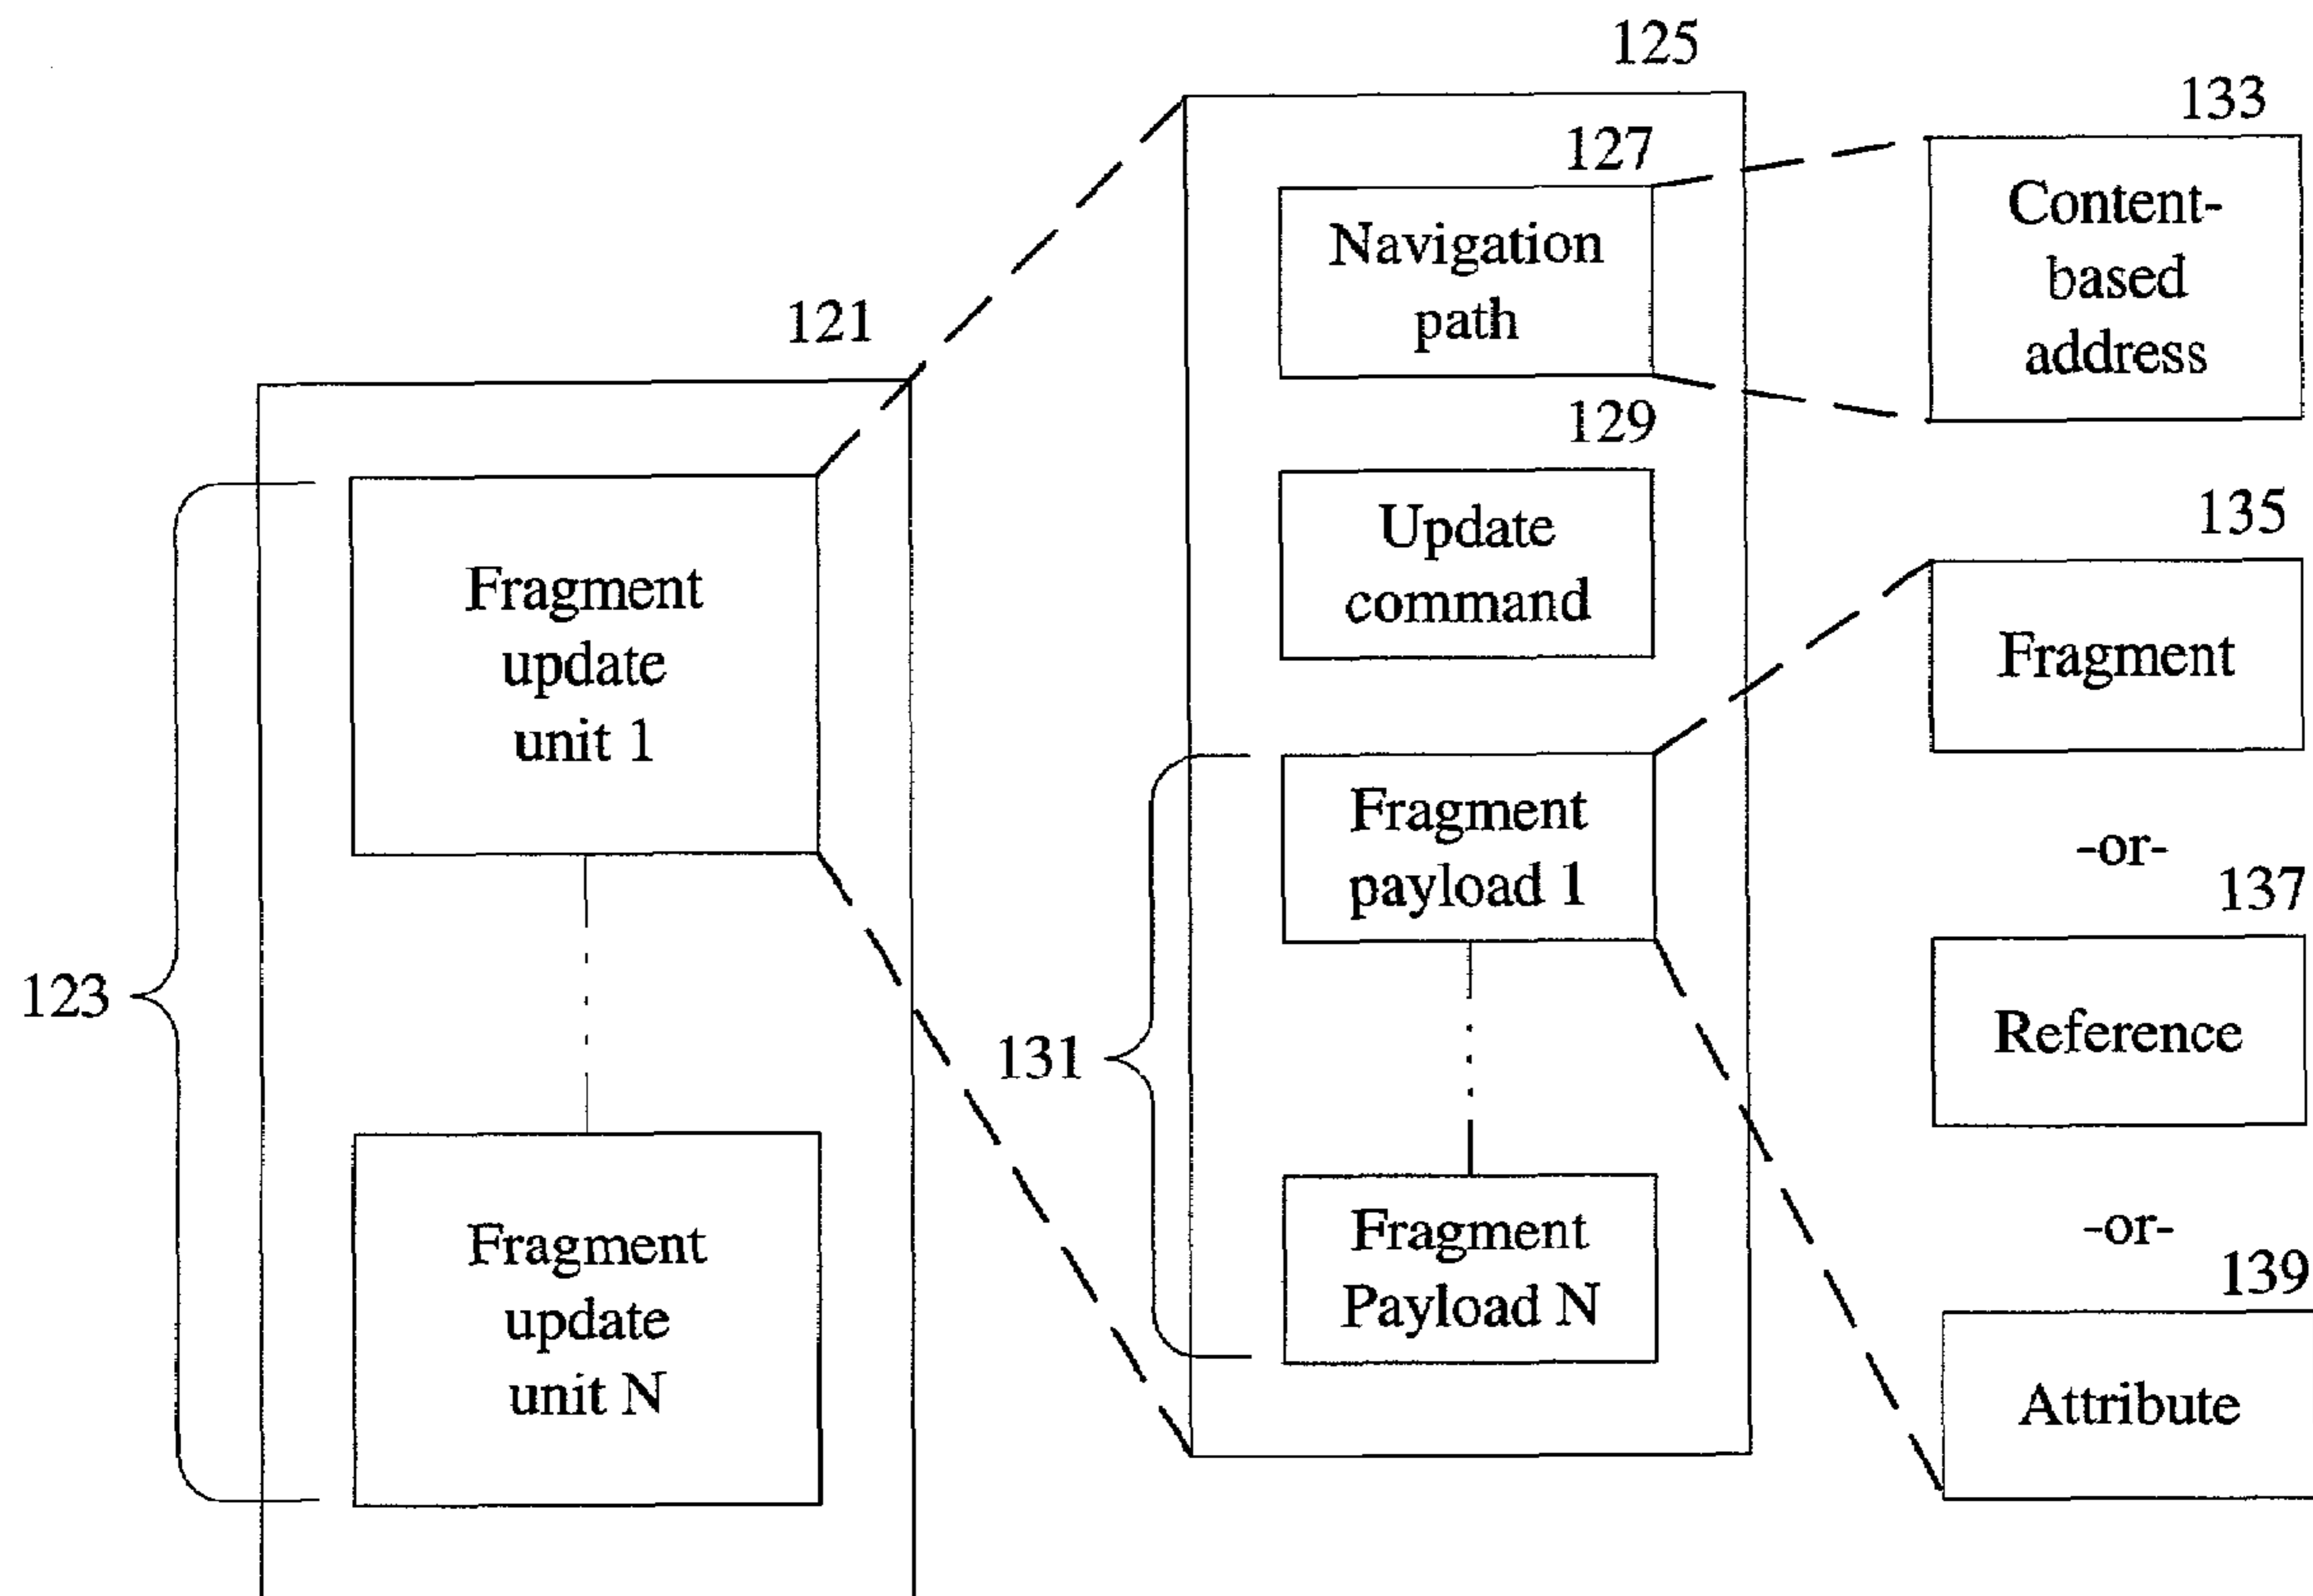 125
133
127
Content-
based
address
Navigation
path
121
129
Update
command
135
Fragment
Fragment
update
unit 1
Fragment
payload 1
-or-
137
Reference
123
131
Fragment
Payload N
-or-
139
Attribute
Fragment
update
unit N